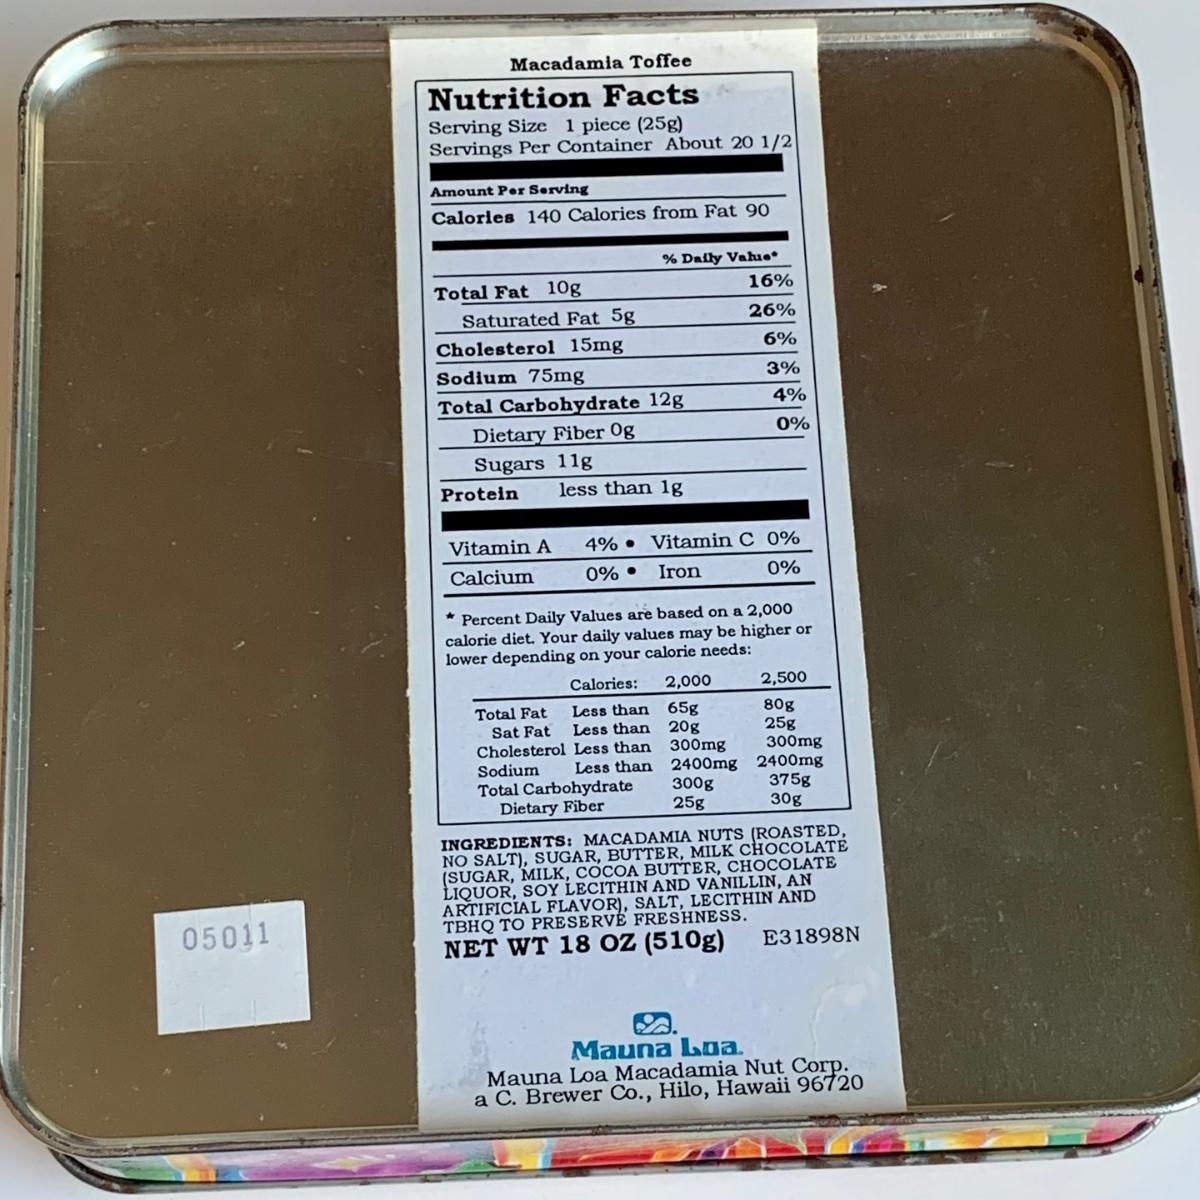 Macadamia Toffee
Nutrition Facts
Serving Size 1 piece (25g)
Servings Per Container About 20 1/2
Amount Per Serving
Calories 140 Calories from Fat 90
% Daily Value*
Total Fat 10g 16%
Saturated Fat 5g 26%
Cholesterol 15mg 6%
Sodium 75mg 3%
Total Carbohydrate 12g 4%
Dietary Fiber 0g 0%
Sugars 11g
Protein less than 1g
Vitamin A 4% • Vitamin C 0%
Calcium 0% • Iron 0%
* Percent Daily Values are based on a 2,000
calorie diet. Your daily values may be higher or
lower depending on your calorie needs:
Calories: 2,000 2,500
Total Fat Less than 65g 80g
Sat Fat Less than 20g 25g
Cholesterol Less than 300mg 300mg
Sodium Less than 2400mg 2400mg
Total Carbohydrate 300g 375g
Dietary Fiber 25g 30g
INGREDIENTS: MACADAMIA NUTS (ROASTED,
NO SALT), SUGAR, BUTTER, MILK CHOCOLATE
(SUGAR, MILK, COCOA BUTTER, CHOCOLATE
LIQUOR, SOY LECITHIN AND VANILLIN, AN
ARTIFICIAL FLAVOR), SALT, LECITHIN AND
TBHQ TO PRESERVE FRESHNESS.
NET WT 18 OZ (510g) E31898N
05011
Mauna Loa.
Mauna Loa Macadamia Nut Corp.
a C. Brewer Co., Hilo, Hawaii 96720